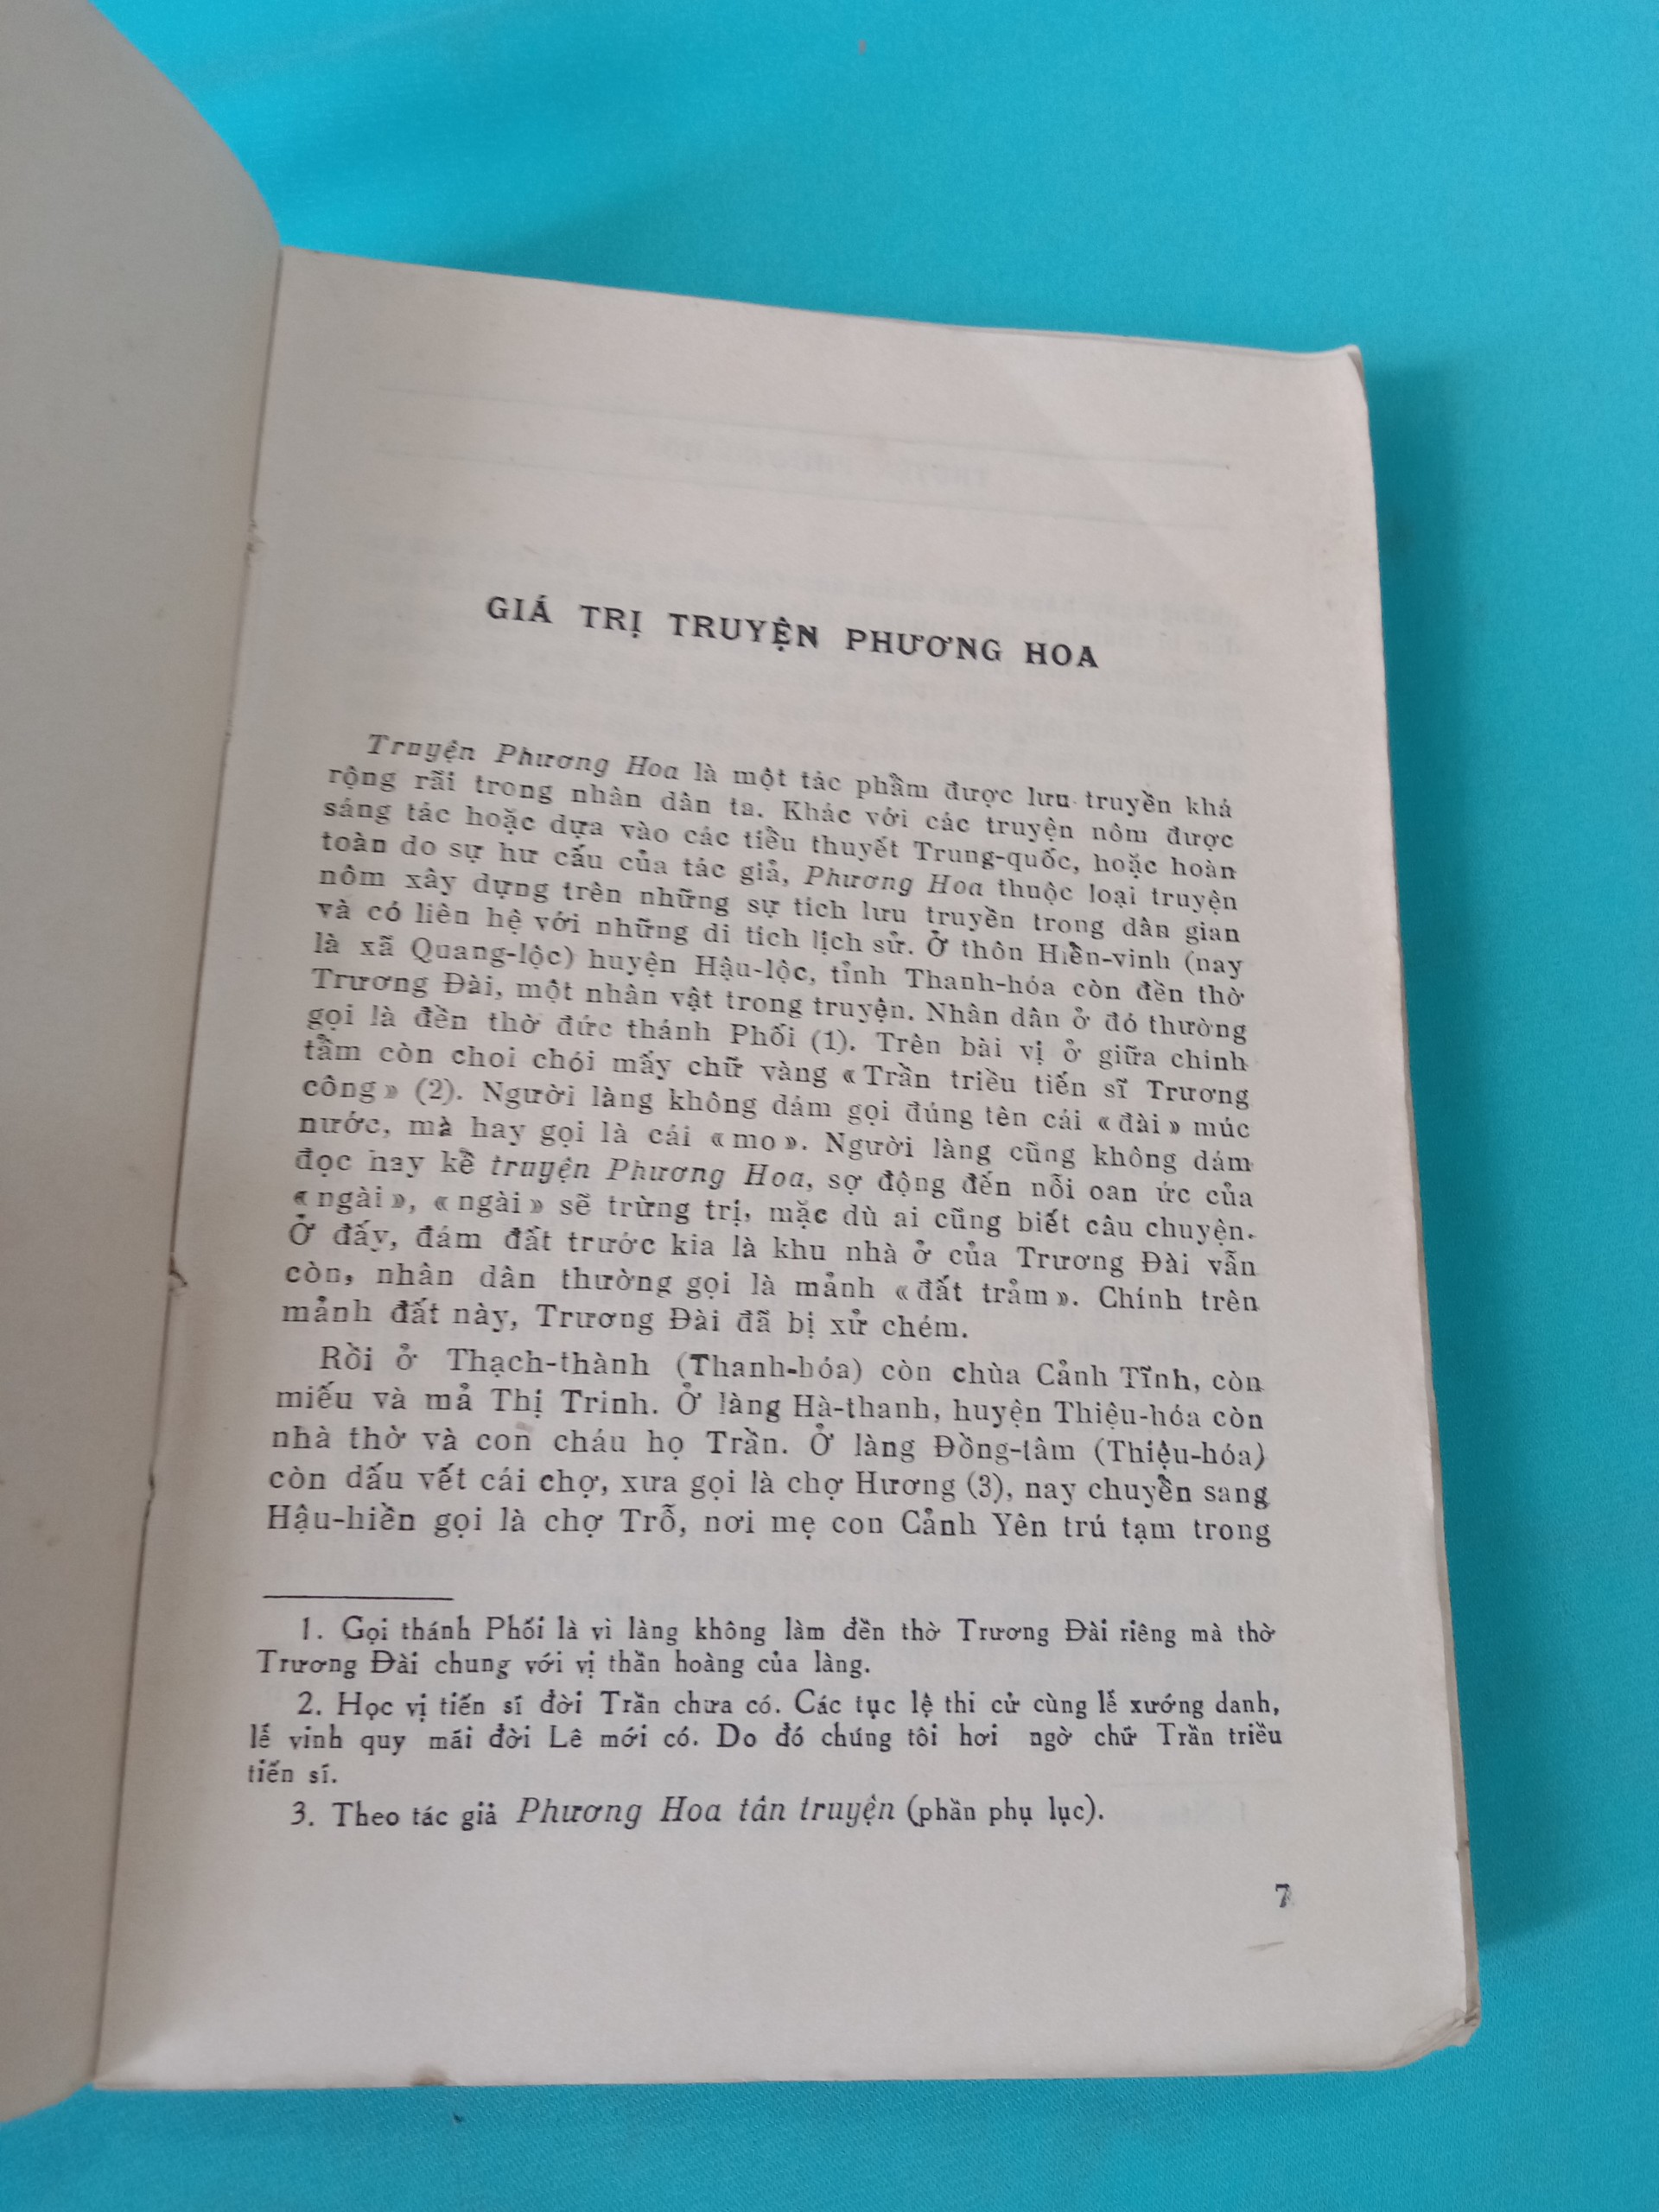 GIÁ TRỊ TRUYỆN PHƯƠNG HOA
Truyện Phương Hoa là một tác phẩm được lưu truyền khá
rộng rãi trong nhân dân ta. Khác với các truyện nôm được
sáng tác hoặc dựa vào các tiểu thuyết Trung-quốc, hoặc hoàn
toàn do sự hư cấu của tác giả, Phương Hoa thuộc loại truyện
nôm xây dựng trên những sự tích lưu truyền trong dân gian
và có liên hệ với những di tích lịch sử. Ở thôn Hiền-vinh (nay
là xã Quang-lộc) huyện Hậu-lộc, tỉnh Thanh-hóa còn đền thờ
Trương Đài, một nhân vật trong truyện. Nhân dân ở đó thường
gọi là đền thờ đức thánh Phối (1). Trên bài vị ở giữa chính
tẩm còn choi chói mấy chữ vàng « Trần triều tiến sĩ Trương
công » (2). Người làng không dám gọi đúng tên cái « đài » múc
nước, mà hay gọi là cái « mo ». Người làng cũng không dám
đọc hay kể truyện Phương Hoa, sợ động đến nỗi oan ức của
« ngài », « ngài » sẽ trừng trị, mặc dù ai cũng biết câu chuyện.
Ở đấy, đám đất trước kia là khu nhà ở của Trương Đài vẫn
còn, nhân dân thường gọi là mảnh « đất trảm ». Chính trên
mảnh đất này, Trương Đài đã bị xử chém.
Rồi ở Thạch-thành (Thanh-hóa) còn chùa Cảnh Tĩnh, còn
miếu và mả Thị Trinh. Ở làng Hà-thanh, huyện Thiệu-hóa còn
nhà thờ và con cháu họ Trần. Ở làng Đồng-tâm (Thiệu-hóa)
còn dấu vết cái chợ, xưa gọi là chợ Hương (3), nay chuyển sang
Hậu-hiền gọi là chợ Trỗ, nơi mẹ con Cảnh Yên trú tạm trong
1. Gọi thánh Phối là vì làng không làm đền thờ Trương Đài riêng mà thờ
Trương Đài chung với vị thần hoàng của làng.
2. Học vị tiến sí đời Trần chưa có. Các tục lệ thi cử cùng lế xướng danh,
lế vinh quy mái đời Lê mới có. Do đó chúng tôi hơi ngờ chứ Trần triều
tiến sí.
3. Theo tác giả Phương Hoa tân truyện (phần phụ lục).
7